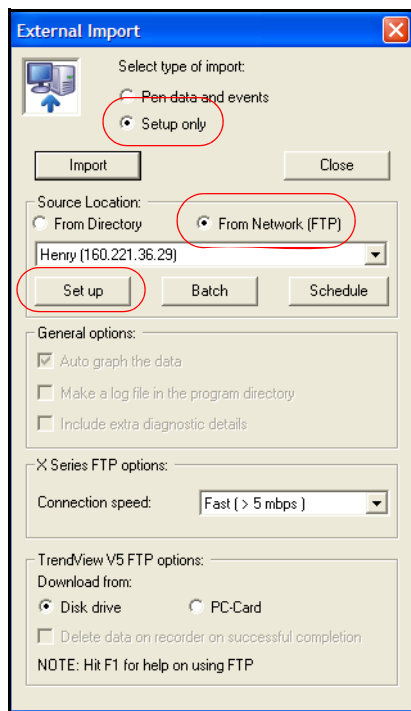 External Import
Select type of import:
Pen data and events
Setup only
Import Close
Source Location:
From Directory From Network (FTP)
Henry (160.221.36.29)
Set up Batch Schedule
General options:
Auto graph the data
Make a log file in the program directory
Include extra diagnostic details
X Series FTP options:
Connection speed: Fast ( > 5 mbps )
TrendView V5 FTP options:
Download from:
Disk drive PC-Card
Delete data on recorder on successful completion
NOTE: Hit F1 for help on using FTP